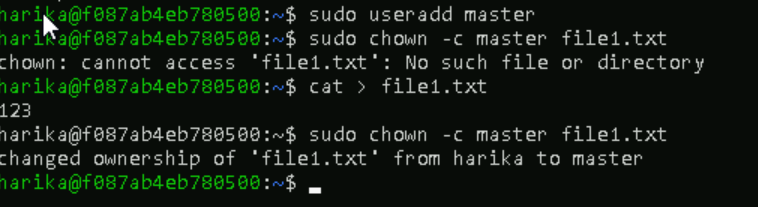 harika@f087ab4eb780500:~$ sudo useradd master
harika@f087ab4eb780500:~$ sudo chown -c master file1.txt
chown: cannot access 'file1.txt': No such file or directory
harika@f087ab4eb780500:~$ cat > file1.txt
123
harika@f087ab4eb780500:~$ sudo chown -c master file1.txt
changed ownership of 'file1.txt' from harika to master
harika@f087ab4eb780500:~$